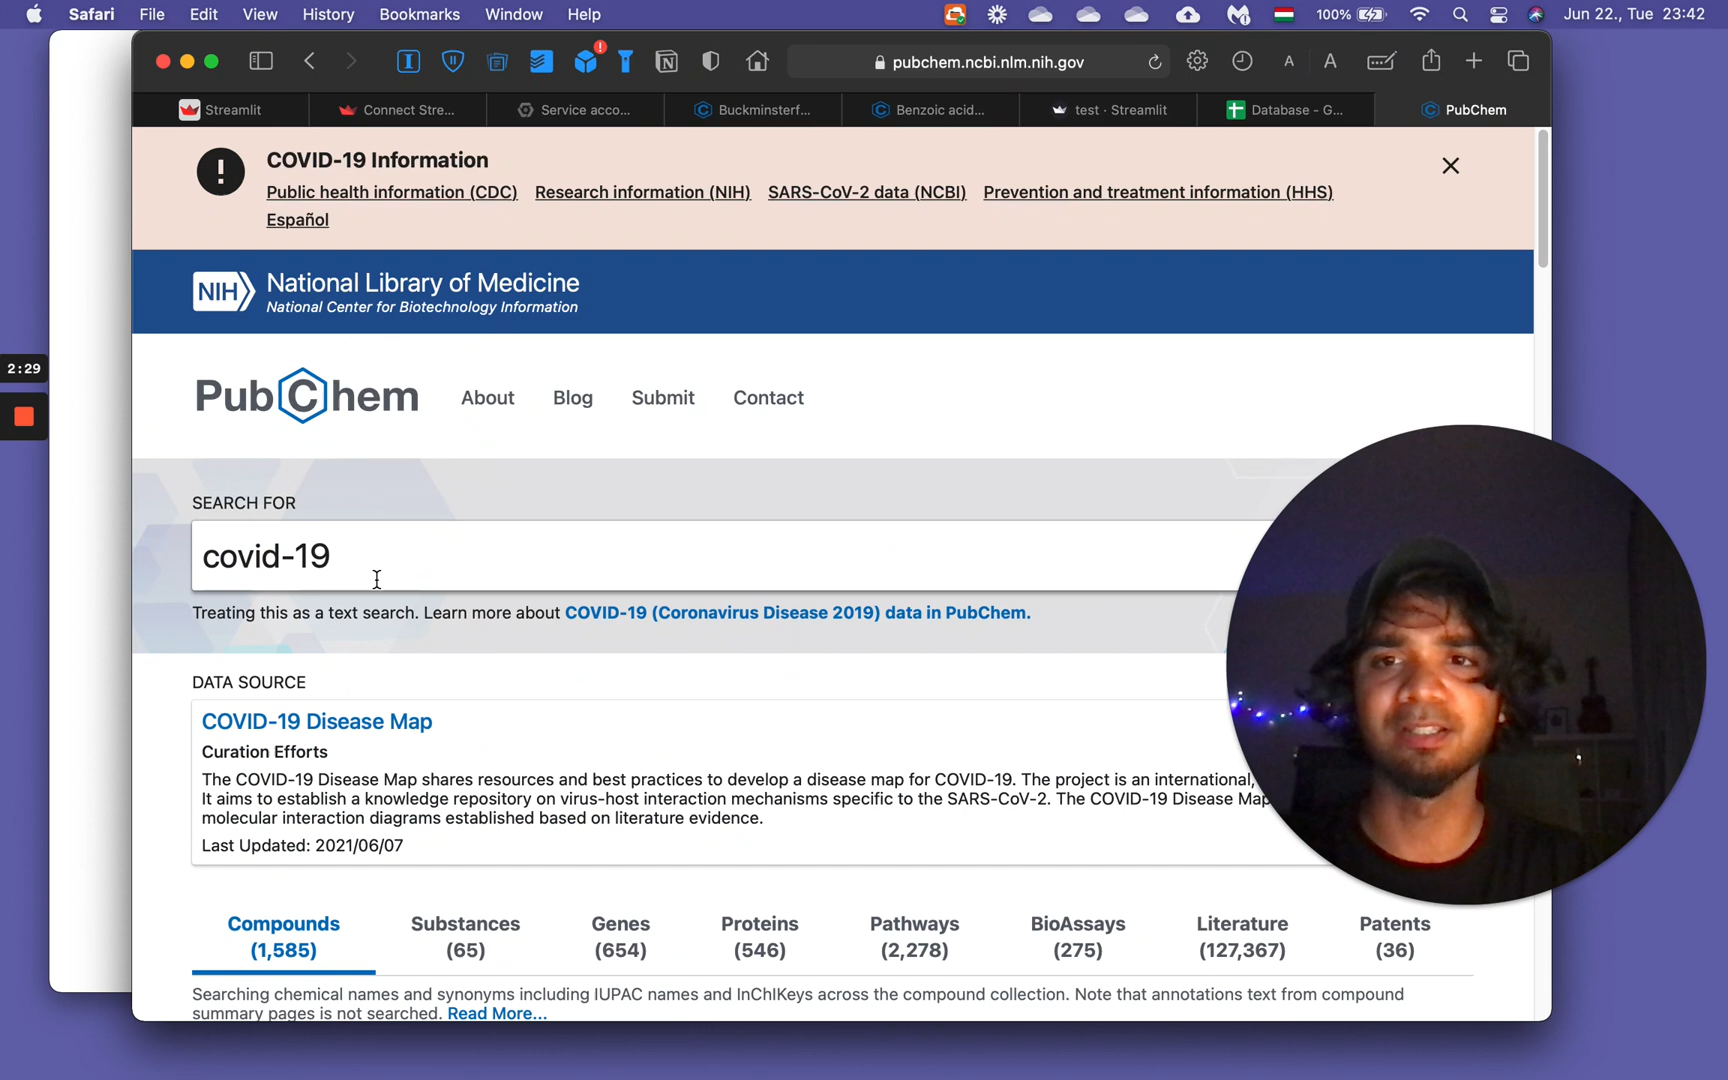 Safari File Edit View History Bookmarks Window Help 100% Jun 22., Tue 23:42
pubchem.ncbi.nlm.nih.gov
Streamlit Connect Stre... Service acco... Buckminsterf... Benzoic acid... test · Streamlit Database - G... PubChem
COVID-19 Information
Public health information (CDC) Research information (NIH) SARS-CoV-2 data (NCBI) Prevention and treatment information (HHS)
Español
NIH National Library of Medicine
National Center for Biotechnology Information
2:29
PubChem About Blog Submit Contact
SEARCH FOR
covid-19
Treating this as a text search. Learn more about COVID-19 (Coronavirus Disease 2019) data in PubChem.
DATA SOURCE
COVID-19 Disease Map
Curation Efforts
The COVID-19 Disease Map shares resources and best practices to develop a disease map for COVID-19. The project is an international,
It aims to establish a knowledge repository on virus-host interaction mechanisms specific to the SARS-CoV-2. The COVID-19 Disease Map
molecular interaction diagrams established based on literature evidence.
Last Updated: 2021/06/07
Compounds Substances Genes Proteins Pathways BioAssays Literature Patents
(1,585) (65) (654) (546) (2,278) (275) (127,367) (36)
Searching chemical names and synonyms including IUPAC names and InChIKeys across the compound collection. Note that annotations text from compound
summary pages is not searched. Read More...